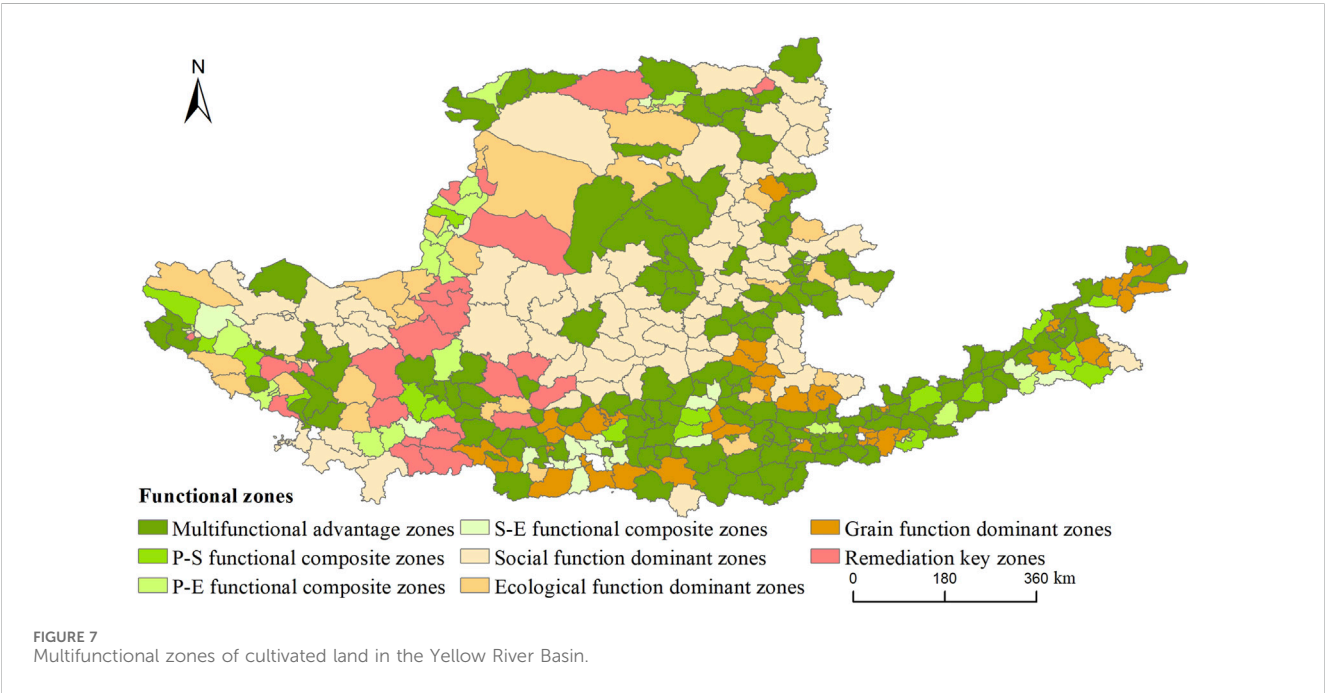 N
Functional zones
Multifunctional advantage zones
S-E functional composite zones
Grain function dominant zones
P-S functional composite zones
Social function dominant zones
Remediation key zones
P-E functional composite zones
Ecological function dominant zones
0 180 360 km
FIGURE 7
Multifunctional zones of cultivated land in the Yellow River Basin.